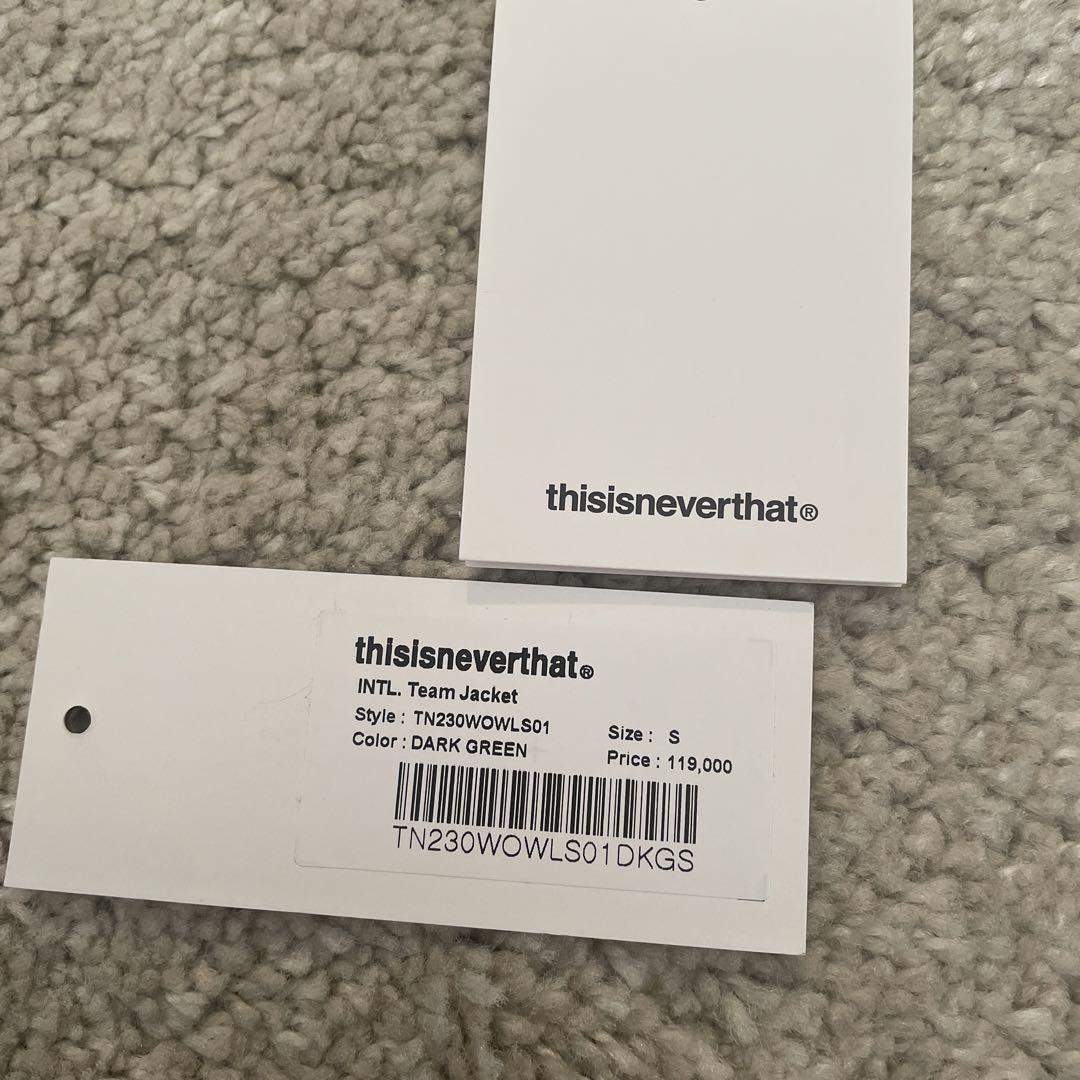 thisisneverthat®
thisisneverthat®
INTL. Team Jacket
Style : TN230WOWLS01
Size : S
Color : DARK GREEN
Price : 119,000
TN230WOWLS01DKGS